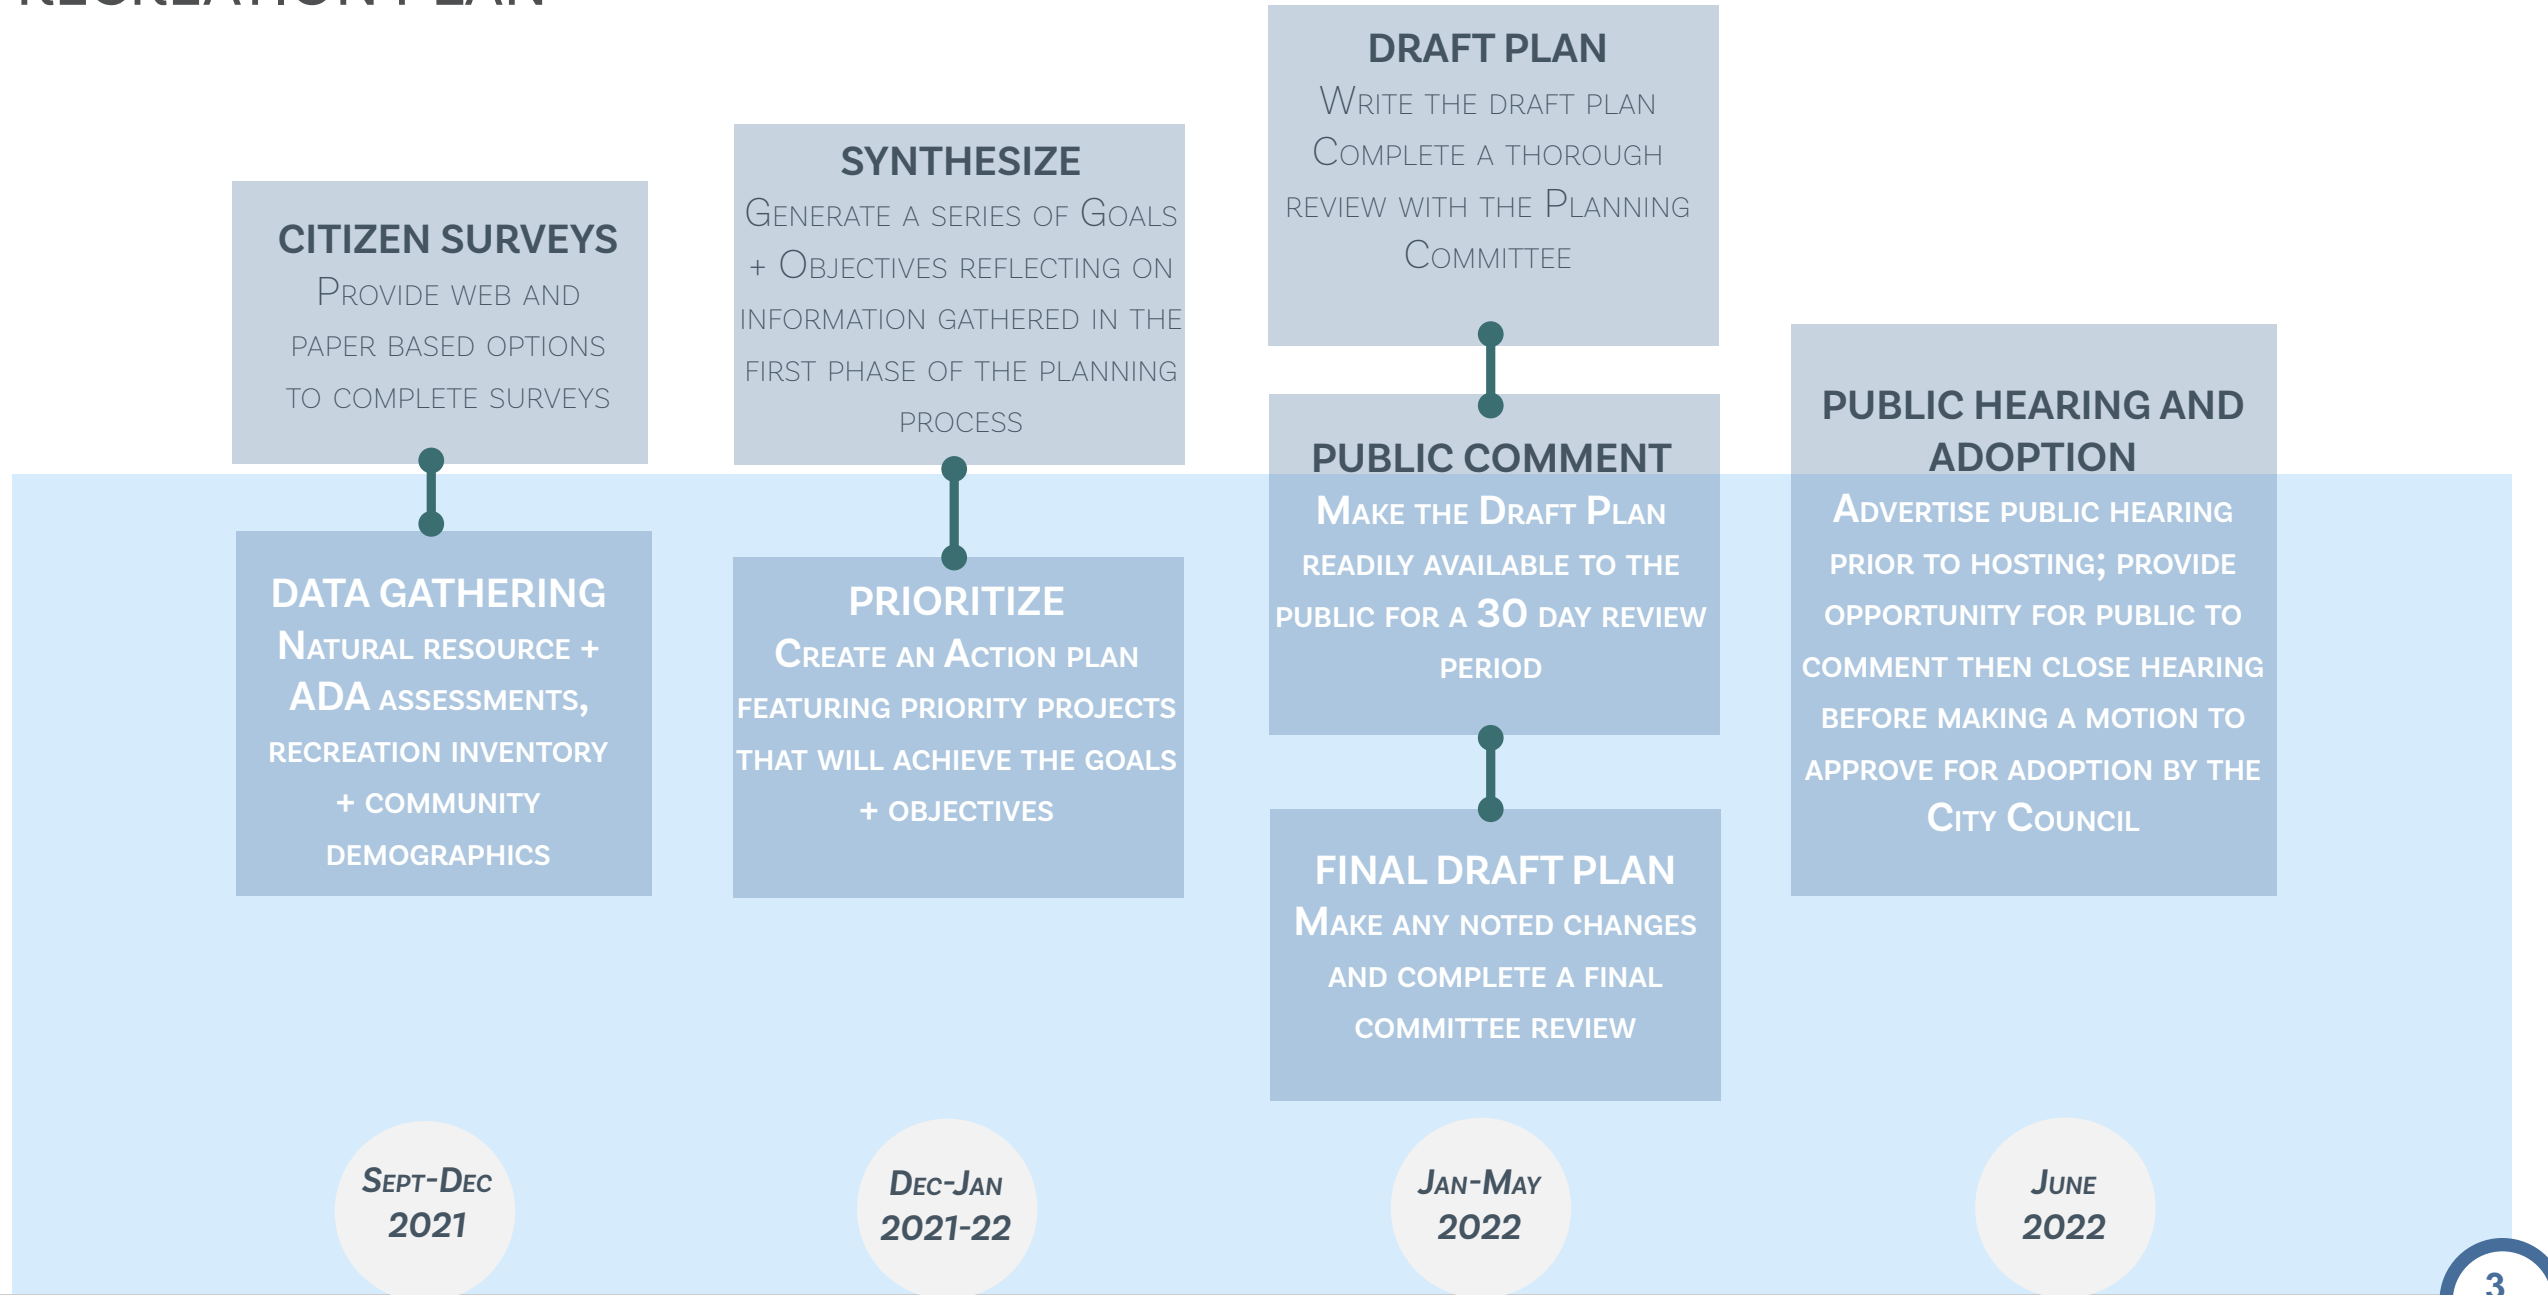 RECREATION PLAN
CITIZEN SURVEYS
Provide web and
paper based options
to complete surveys
DATA GATHERING
Natural resource +
ADA assessments,
recreation inventory
+ community
demographics
Sept-Dec
2021
SYNTHESIZE
Generate a series of Goals
+ Objectives reflecting on
information gathered in the
first phase of the planning
process
PRIORITIZE
Create an Action plan
featuring priority projects
that will achieve the goals
+ objectives
Dec-Jan
2021-22
DRAFT PLAN
Write the draft plan
Complete a thorough
review with the Planning
Committee
PUBLIC COMMENT
Make the Draft Plan
readily available to the
public for a 30 day review
period
FINAL DRAFT PLAN
Make any noted changes
and complete a final
committee review
Jan-May
2022
PUBLIC HEARING AND
ADOPTION
Advertise public hearing
prior to hosting; provide
opportunity for public to
comment then close hearing
before making a motion to
approve for adoption by the
City Council
June
2022
3